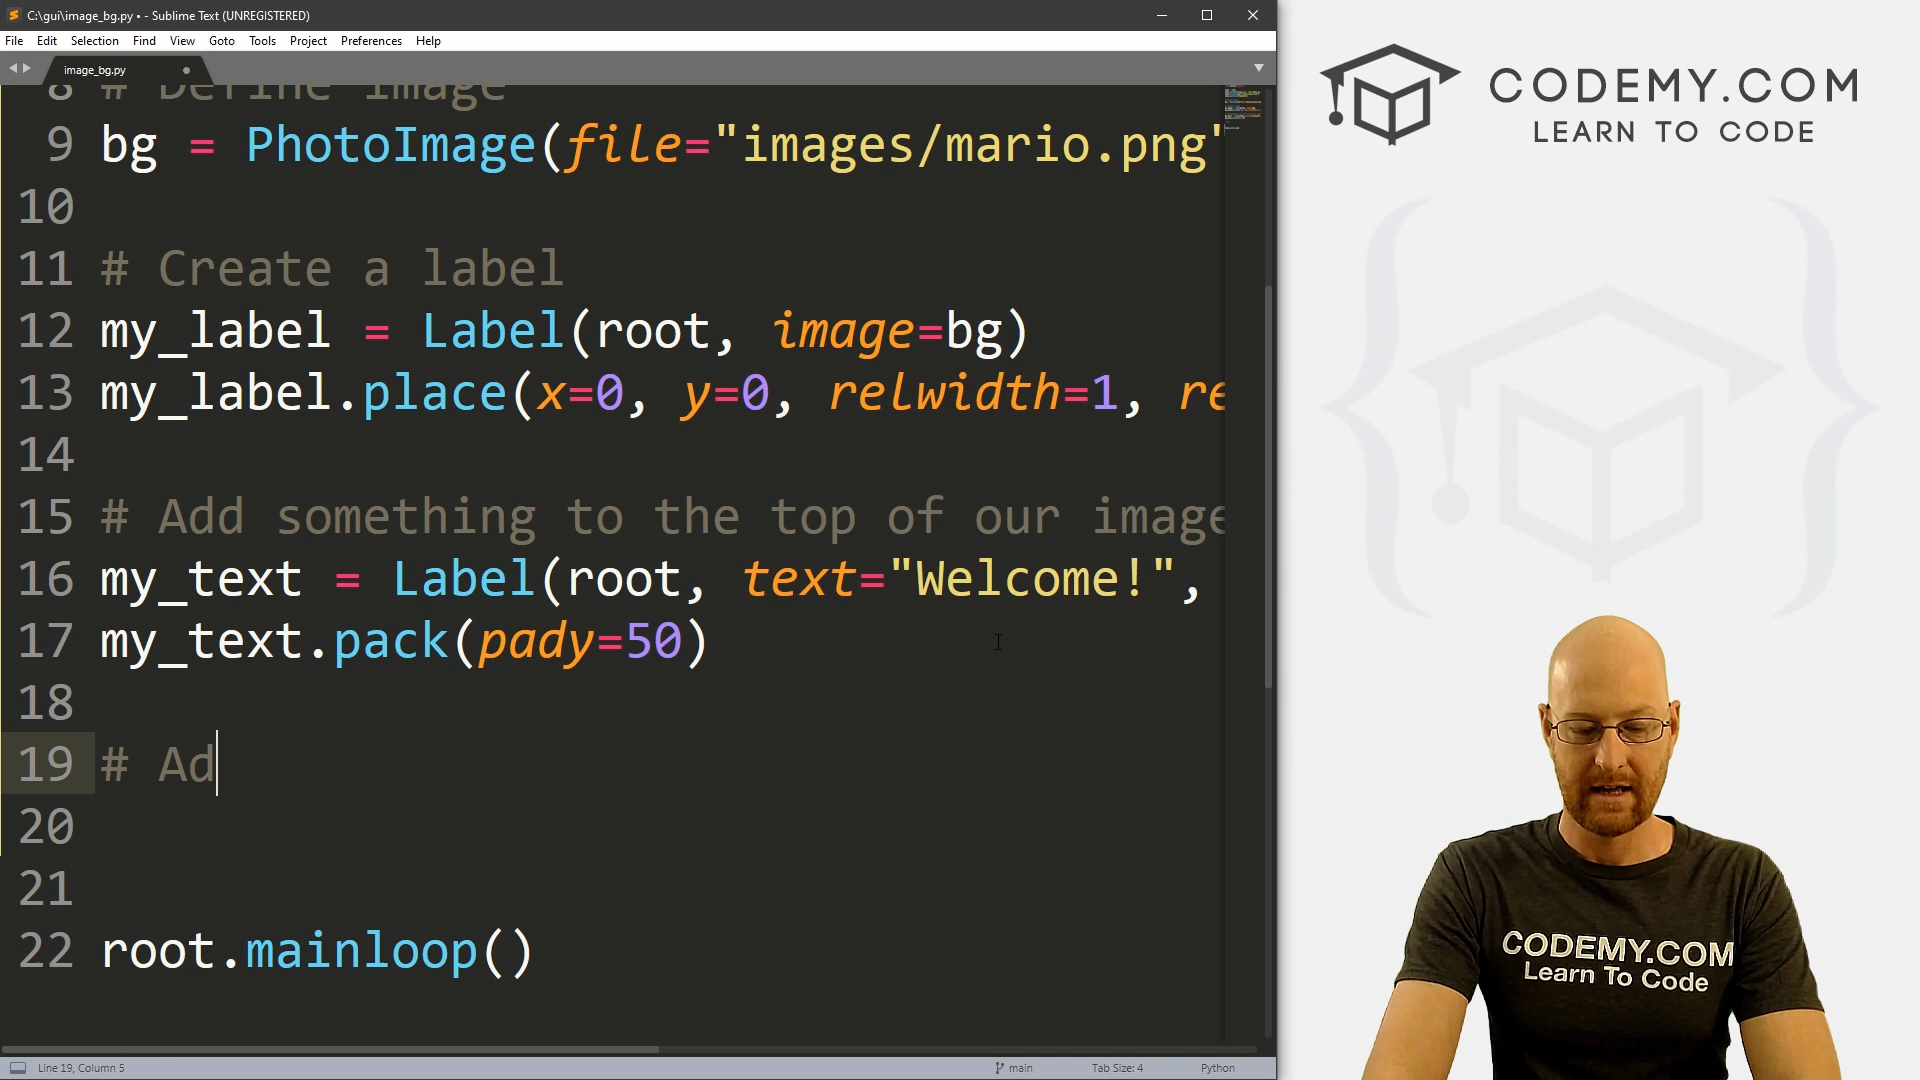 C:\gui\image_bg.py • - Sublime Text (UNREGISTERED)
File Edit Selection Find View Goto Tools Project Preferences Help
image_bg.py
8 # Define image
9 bg = PhotoImage(file="images/mario.png"
10
11 # Create a label
12 my_label = Label(root, image=bg)
13 my_label.place(x=0, y=0, relwidth=1, re
14
15 # Add something to the top of our image
16 my_text = Label(root, text="Welcome!",
17 my_text.pack(pady=50)
18
19 # Ad
20
21
22 root.mainloop()
Line 19, Column 5
main
Tab Size: 4
Python
CODEMY.COM
LEARN TO CODE
CODEMY.COM
Learn To Code